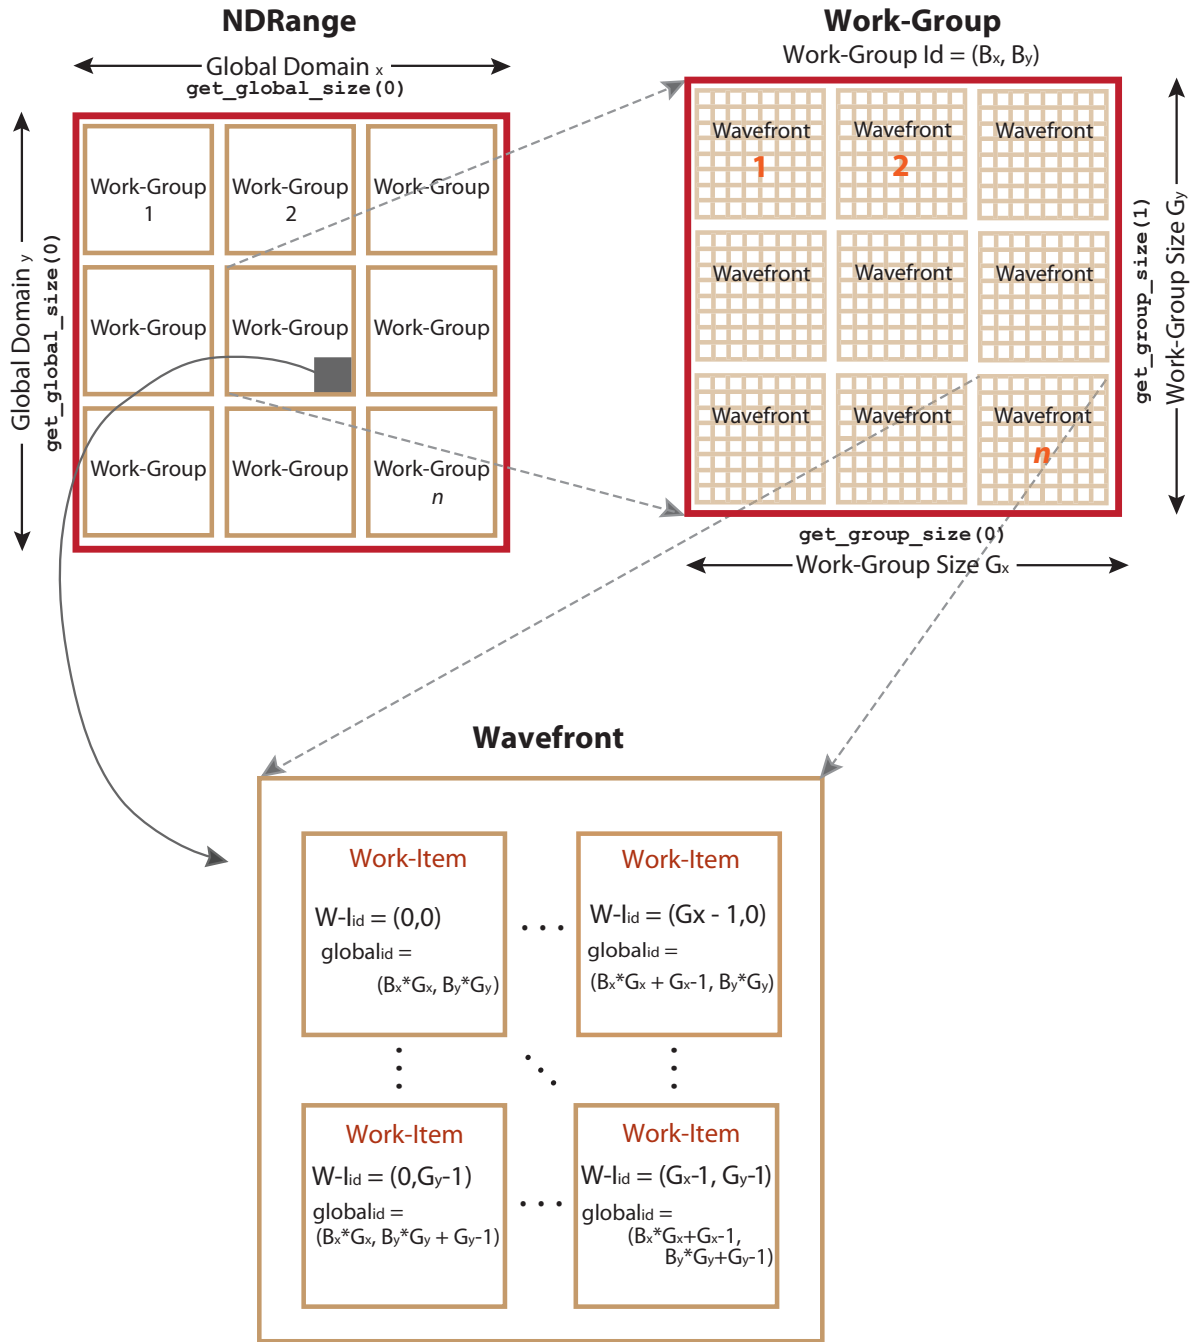 NDRange
Global Domain x
get_global_size(0)
Global Domain y
get_global_size(0)
Work-Group
1
Work-Group
2
Work-Group
Work-Group
Work-Group
Work-Group
Work-Group
Work-Group
Work-Group
n
Work-Group
Work-Group Id = (Bx, By)
Wavefront
1
Wavefront
2
Wavefront
Wavefront
Wavefront
Wavefront
Wavefront
Wavefront
Wavefront
n
get_group_size(1)
Work-Group Size Gy
get_group_size(0)
Work-Group Size Gx
Wavefront
Work-Item
W-Iid = (0,0)
globalid =
(Bx*Gx, By*Gy)
Work-Item
W-Iid = (Gx - 1,0)
globalid =
(Bx*Gx + Gx-1, By*Gy)
Work-Item
W-Iid = (0,Gy-1)
globalid =
(Bx*Gx, By*Gy + Gy-1)
Work-Item
W-Iid = (Gx-1, Gy-1)
globalid =
(Bx*Gx+Gx-1,
By*Gy+Gy-1)